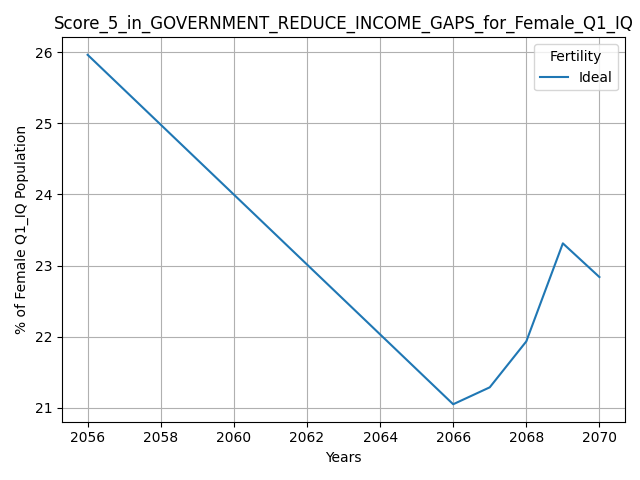 Score_5_in_GOVERNMENT_REDUCE_INCOME_GAPS_for_Female_Q1_IQ
Fertility
Ideal
26
25
24
23
22
21
% of Female Q1_IQ Population
2056 2058 2060 2062 2064 2066 2068 2070
Years